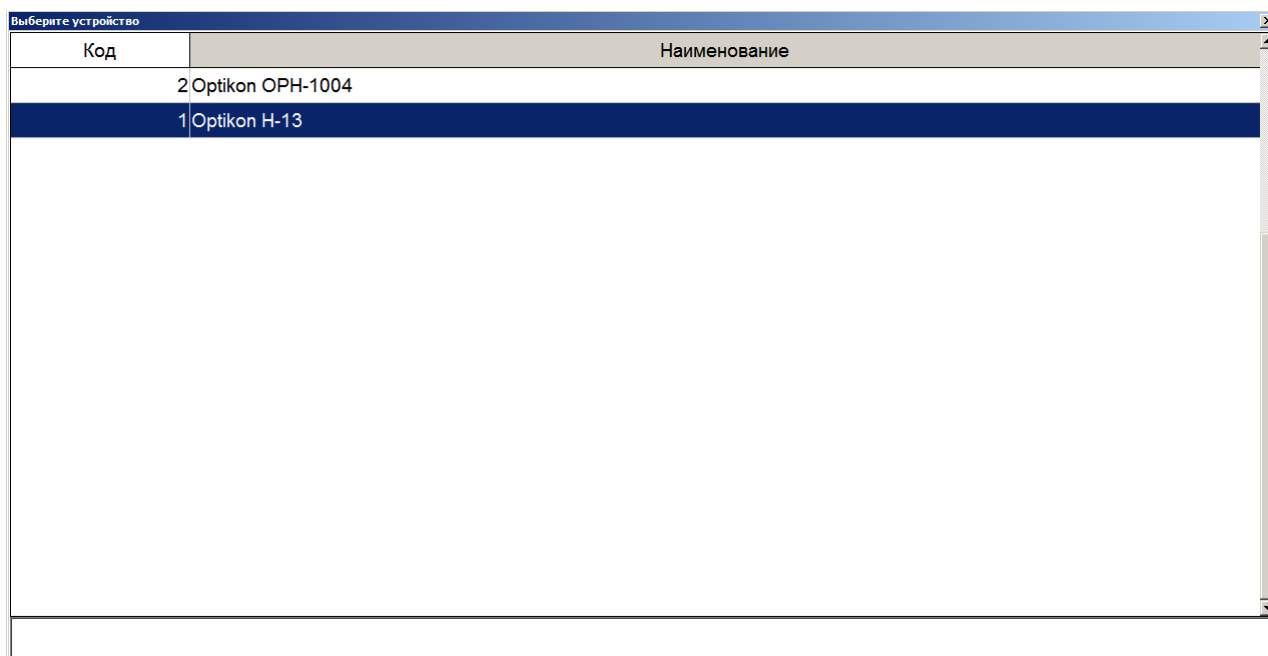 Выберите устройство
Код Наименование
2 Optikon OPH-1004
1 Optikon H-13